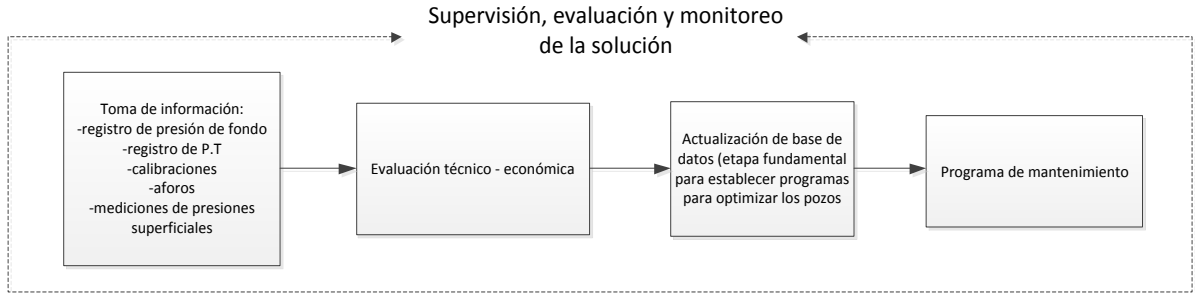 Supervisión, evaluación y monitoreo
de la solución
Toma de información:
-registro de presión de fondo
-registro de P.T
-calibraciones
-aforos
-mediciones de presiones
superficiales
Evaluación técnico - económica
Actualización de base de
datos (etapa fundamental
para establecer programas
para optimizar los pozos
Programa de mantenimiento